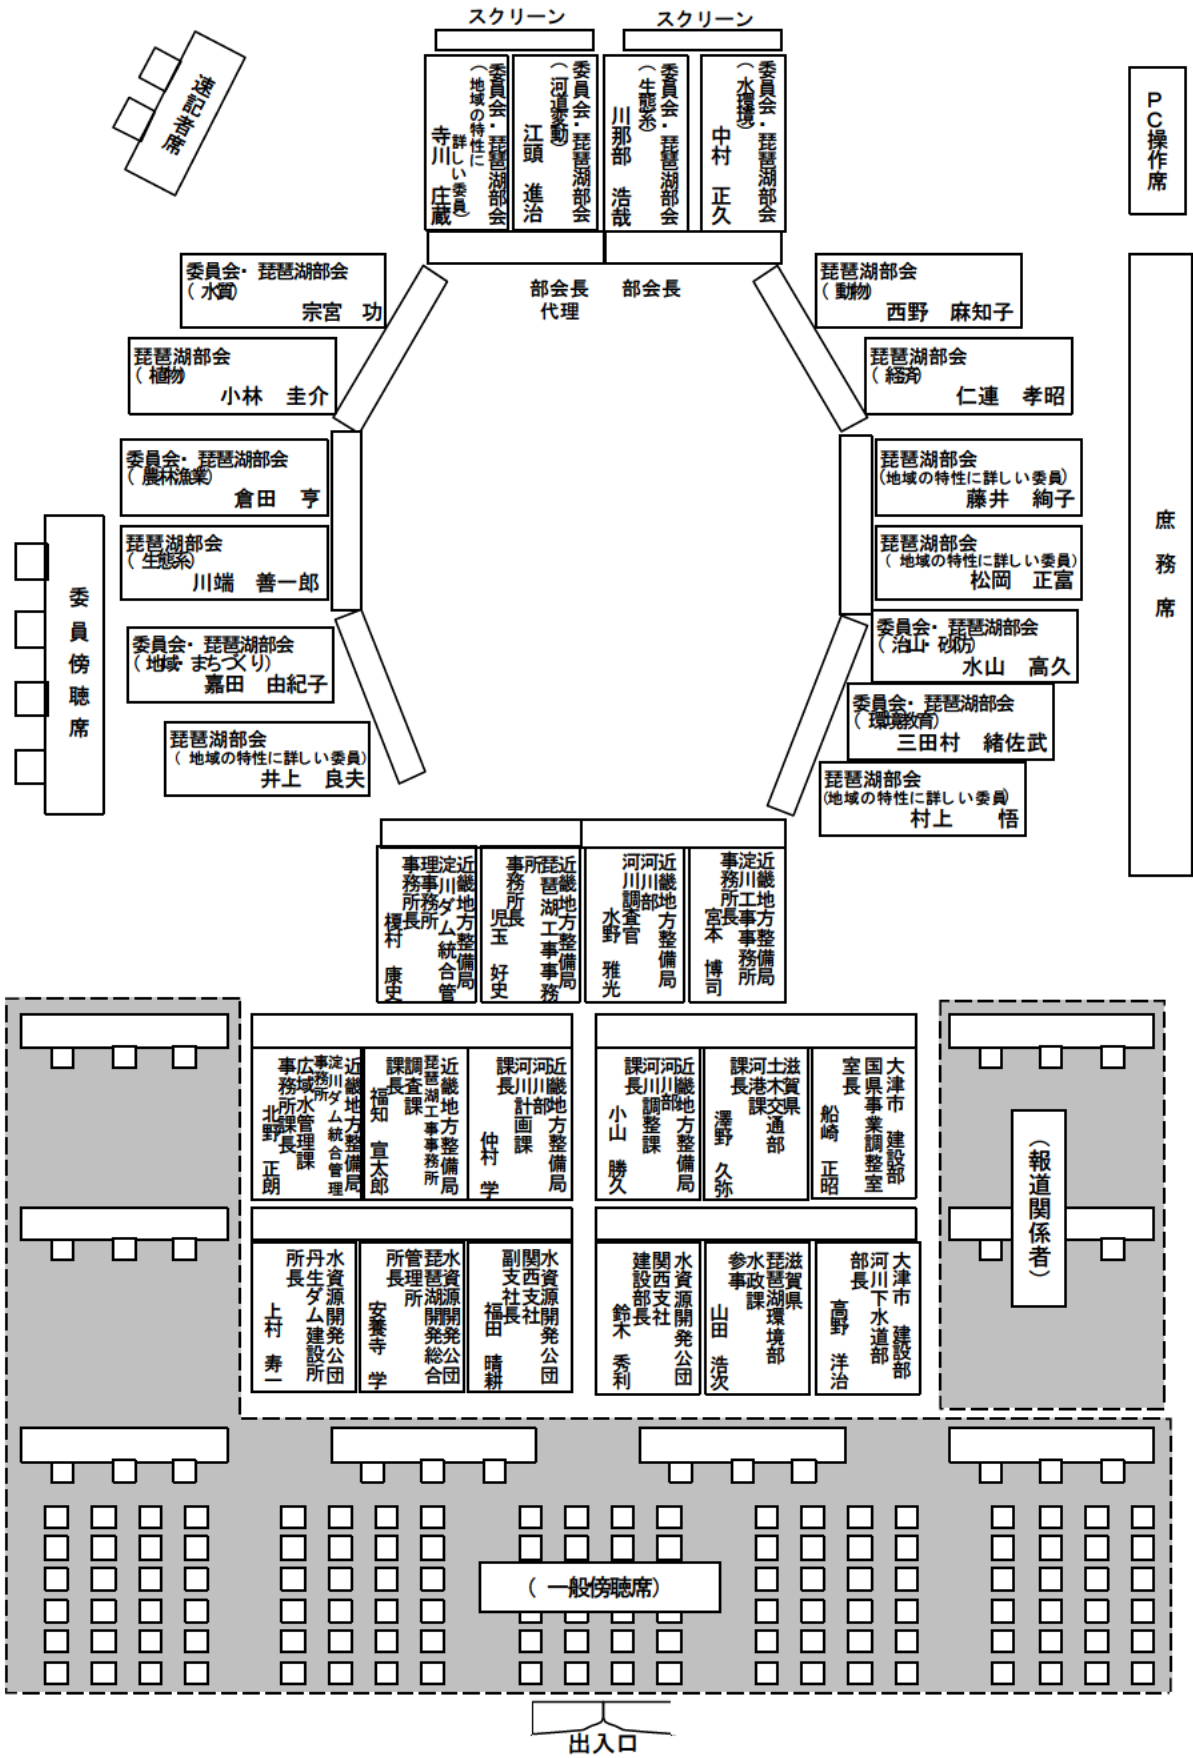 スクリーン
スクリーン
速記者席
PC操作席
委員会・琵琶湖部会
（地域の特性に
詳しい委員）
寺川　庄蔵
委員会・琵琶湖部会
（河道変動）
江頭　進治
委員会・琵琶湖部会
（生態系）
川那部　浩哉
委員会・琵琶湖部会
（水環境）
中村　正久
部会長
代理
部会長
委員会・琵琶湖部会
（水質）
宗宮　功
琵琶湖部会
（植物）
小林　圭介
委員会・琵琶湖部会
（農林漁業）
倉田　亨
琵琶湖部会
（生態系）
川端　善一郎
委員会・琵琶湖部会
（地域・まちづくり）
嘉田　由紀子
琵琶湖部会
（地域の特性に詳しい委員）
井上　良夫
委員傍聴席
琵琶湖部会
（動物）
西野　麻知子
琵琶湖部会
（経済）
仁連　孝昭
琵琶湖部会
（地域の特性に詳しい委員）
藤井　絢子
琵琶湖部会
（地域の特性に詳しい委員）
松岡　正富
委員会・琵琶湖部会
（治山・砂防）
水山　高久
委員会・琵琶湖部会
（環境教育）
三田村　緒佐武
琵琶湖部会
（地域の特性に詳しい委員）
村上　悟
庶務席
近畿地方整備局
淀川ダム統合管
理事務所
事務所長
榎村　康史
近畿地方整備局
琵琶湖工事事務
所
事務所長
児玉　好史
近畿地方整備局
河川部
河川調査官
水野　雅光
近畿地方整備局
淀川工事事務所
事務所長
宮本　博司
近畿地方整備局
淀川ダム統合管理
事務所
広域水管理課
事務所課長
北野　正朗
近畿地方整備局
琵琶湖工事事務所
調査課
課長
福知　宣太郎
近畿地方整備局
河川部
河川計画課
課長
仲村　学
近畿地方整備局
河川部
河川調整課
課長
小山　勝久
滋賀県
土木交通部
河港課
課長
澤野　久弥
大津市　建設部
国県事業調整室
室長
船崎　正昭
水資源開発公団
丹生ダム建設所
所長
上村　寿一
水資源開発公団
琵琶湖開発総合
管理所
所長
安養寺　学
水資源開発公団
関西支社
副支社長
福田　晴耕
水資源開発公団
関西支社
建設部長
鈴木　秀利
滋賀県
琵琶湖環境部
水政課
参事
山田　浩次
大津市　建設部
河川下水道部
部長
高野　洋治
（報道関係者）
（一般傍聴席）
出入口